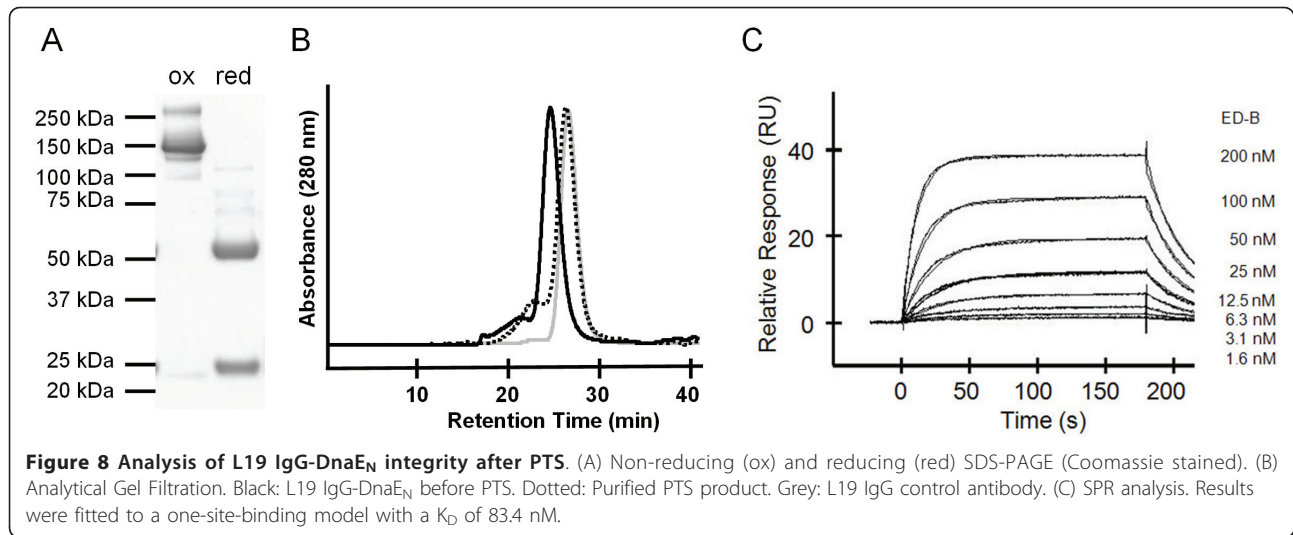 A
ox red
250 kDa
150 kDa
100 kDa
75 kDa
50 kDa
37 kDa
25 kDa
20 kDa
B
Absorbance (280 nm)
10 20 30 40
Retention Time (min)
C
Relative Response (RU)
40
20
0
0 50 100 150 200
Time (s)
ED-B
200 nM
100 nM
50 nM
25 nM
12.5 nM
6.3 nM
3.1 nM
1.6 nM
Figure 8 Analysis of L19 IgG-DnaEN integrity after PTS. (A) Non-reducing (ox) and reducing (red) SDS-PAGE (Coomassie stained). (B)
Analytical Gel Filtration. Black: L19 IgG-DnaEN before PTS. Dotted: Purified PTS product. Grey: L19 IgG control antibody. (C) SPR analysis. Results
were fitted to a one-site-binding model with a KD of 83.4 nM.